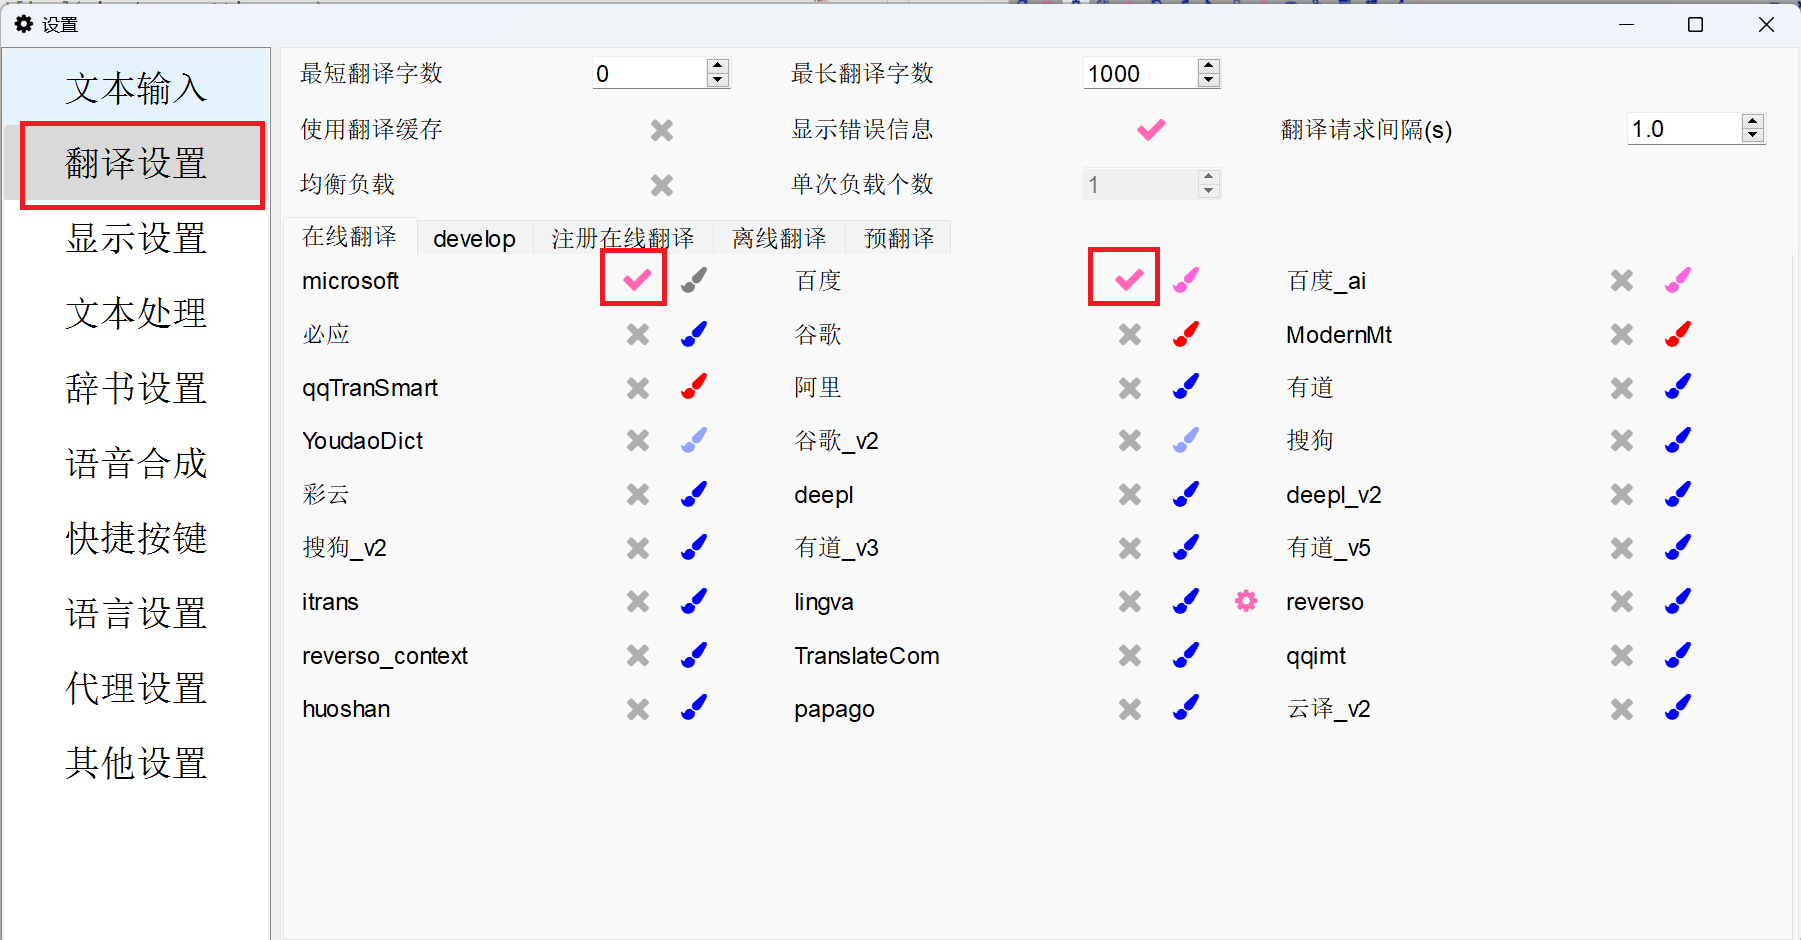 设置
文本输入
翻译设置
显示设置
文本处理
辞书设置
语音合成
快捷按键
语言设置
代理设置
其他设置
最短翻译字数 0 最长翻译字数 1000
使用翻译缓存 显示错误信息 翻译请求间隔(s) 1.0
均衡负载 单次负载个数 1
在线翻译 develop 注册在线翻译 离线翻译 预翻译
microsoft 百度 百度_ai
必应 谷歌 ModernMt
qqTranSmart 阿里 有道
YoudaoDict 谷歌_v2 搜狗
彩云 deepl deepl_v2
搜狗_v2 有道_v3 有道_v5
itrans lingva reverso
reverso_context TranslateCom qqimt
huoshan papago 云译_v2